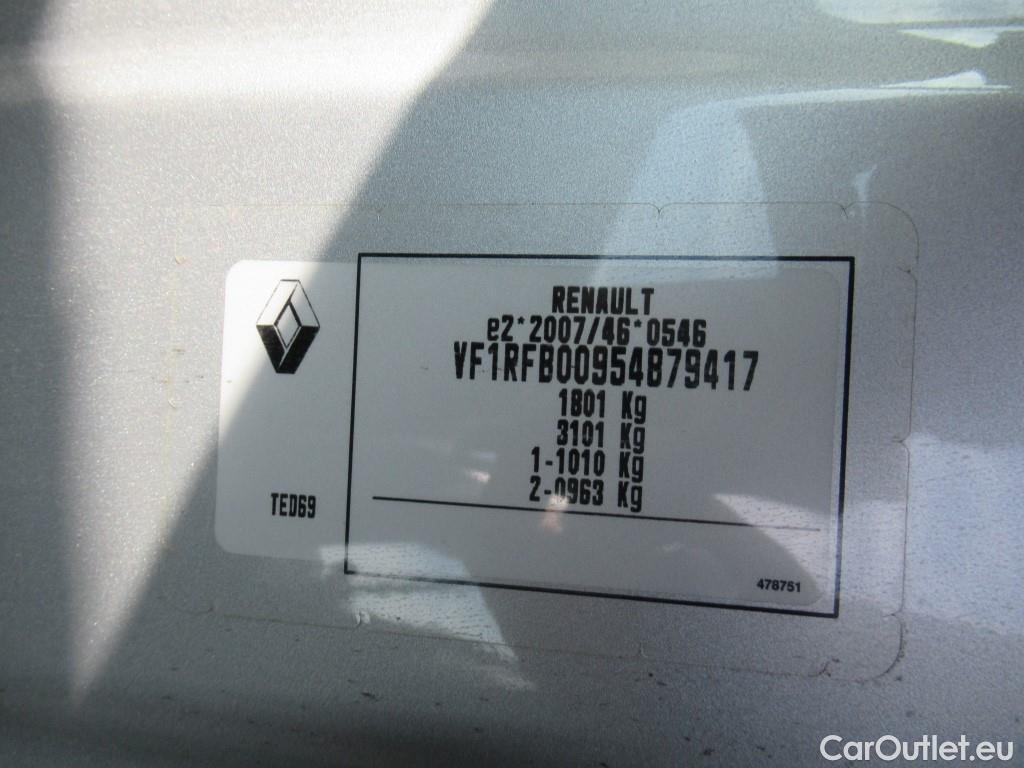 RENAULT
e2*2007/46*0546
VF1RFB00954879417
1801 Kg
3101 Kg
1-1010 Kg
2-0963 Kg
TED69
478751
CarOutlet.eu